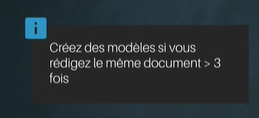 i
Créez des modèles si vous
rédigez le même document > 3
fois